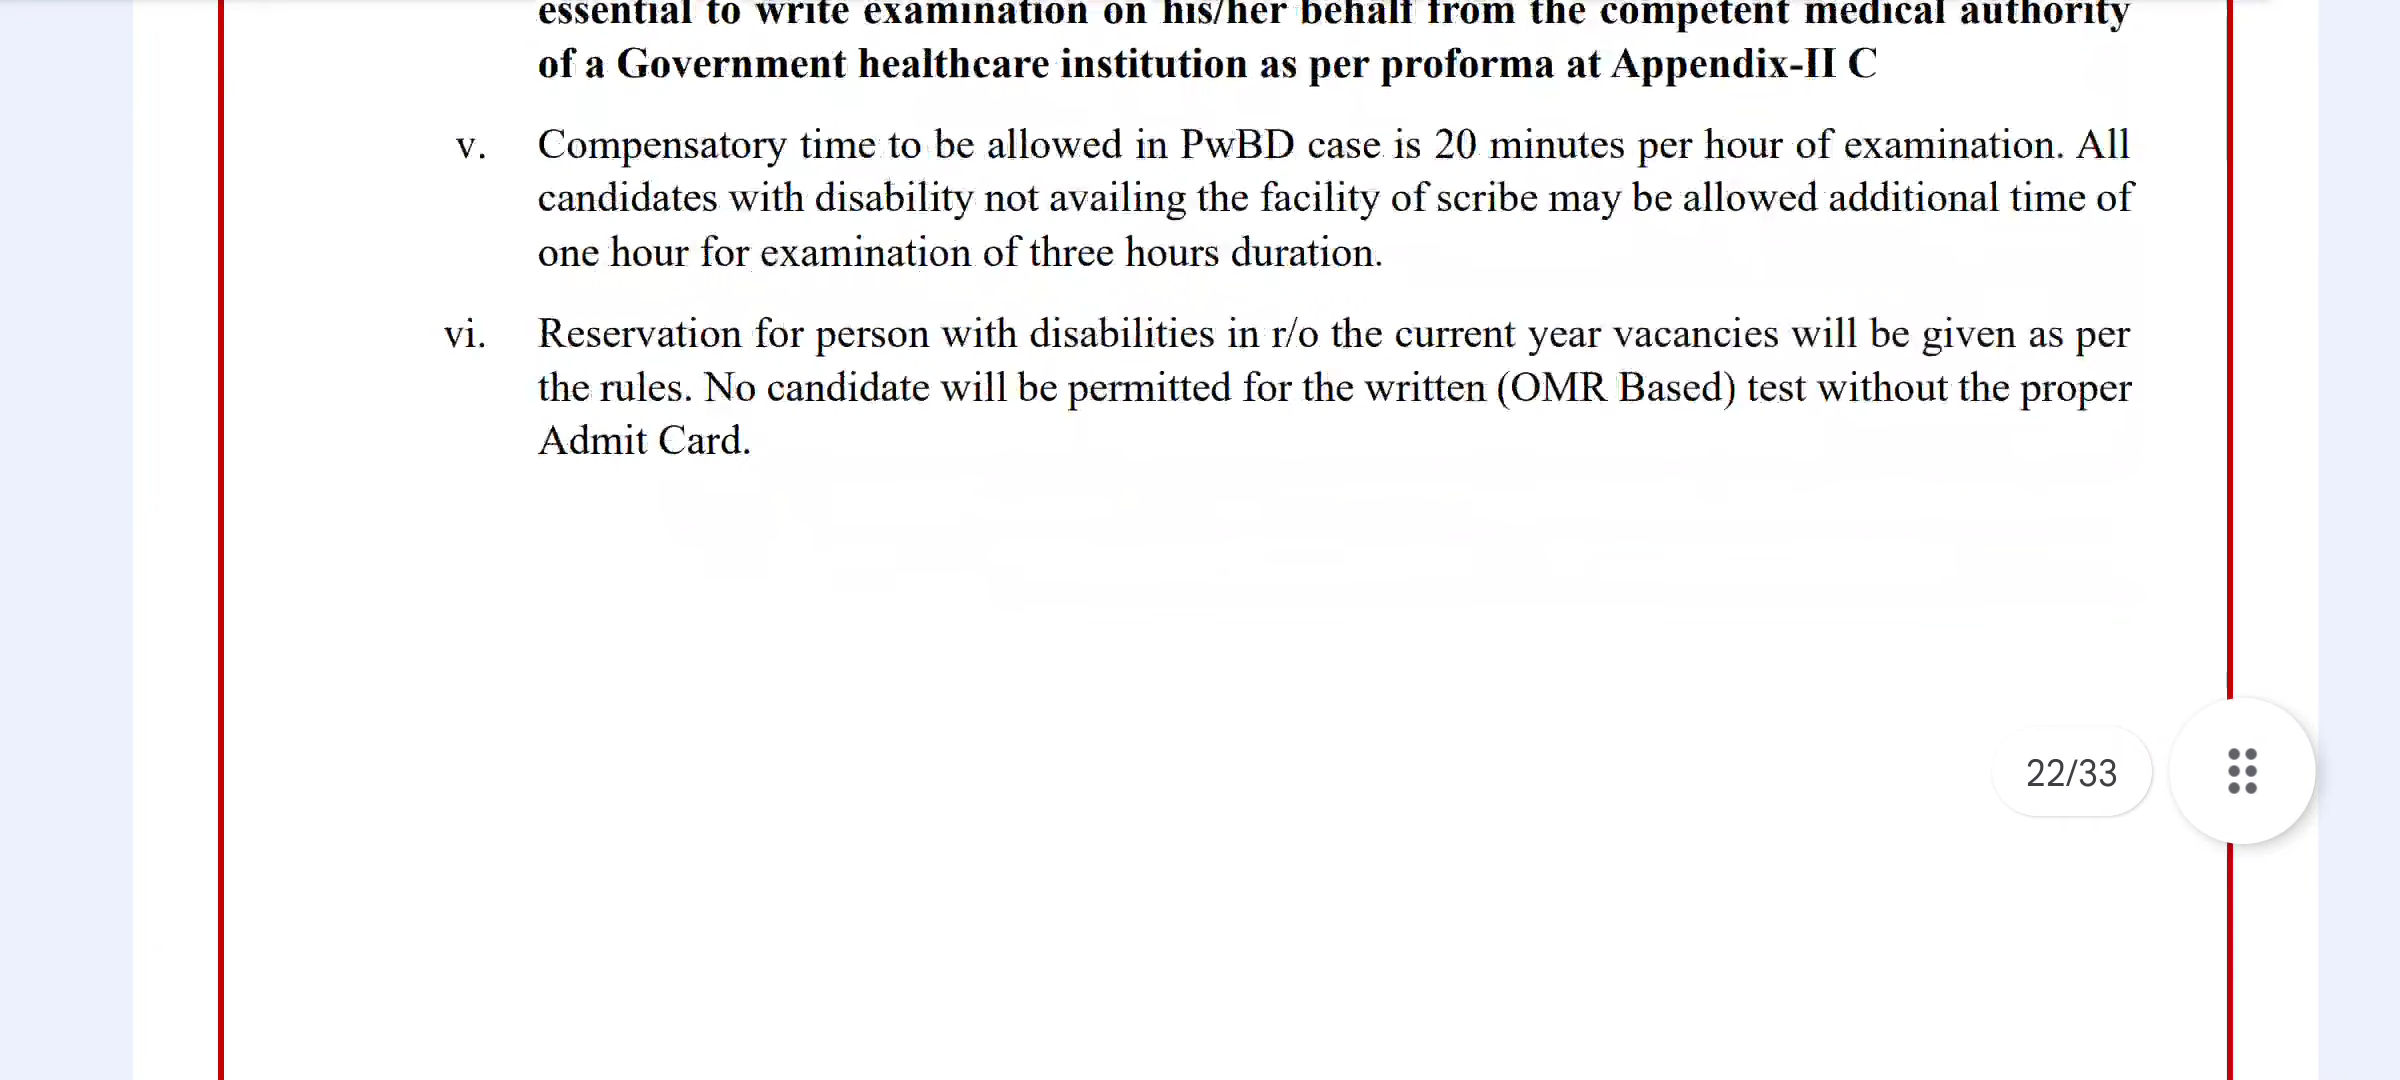 essential to write examination on his/her behalf from the competent medical authority
of a Government healthcare institution as per proforma at Appendix-II C
v. Compensatory time to be allowed in PwBD case is 20 minutes per hour of examination. All
candidates with disability not availing the facility of scribe may be allowed additional time of
one hour for examination of three hours duration.
vi. Reservation for person with disabilities in r/o the current year vacancies will be given as per
the rules. No candidate will be permitted for the written (OMR Based) test without the proper
Admit Card.
22/33